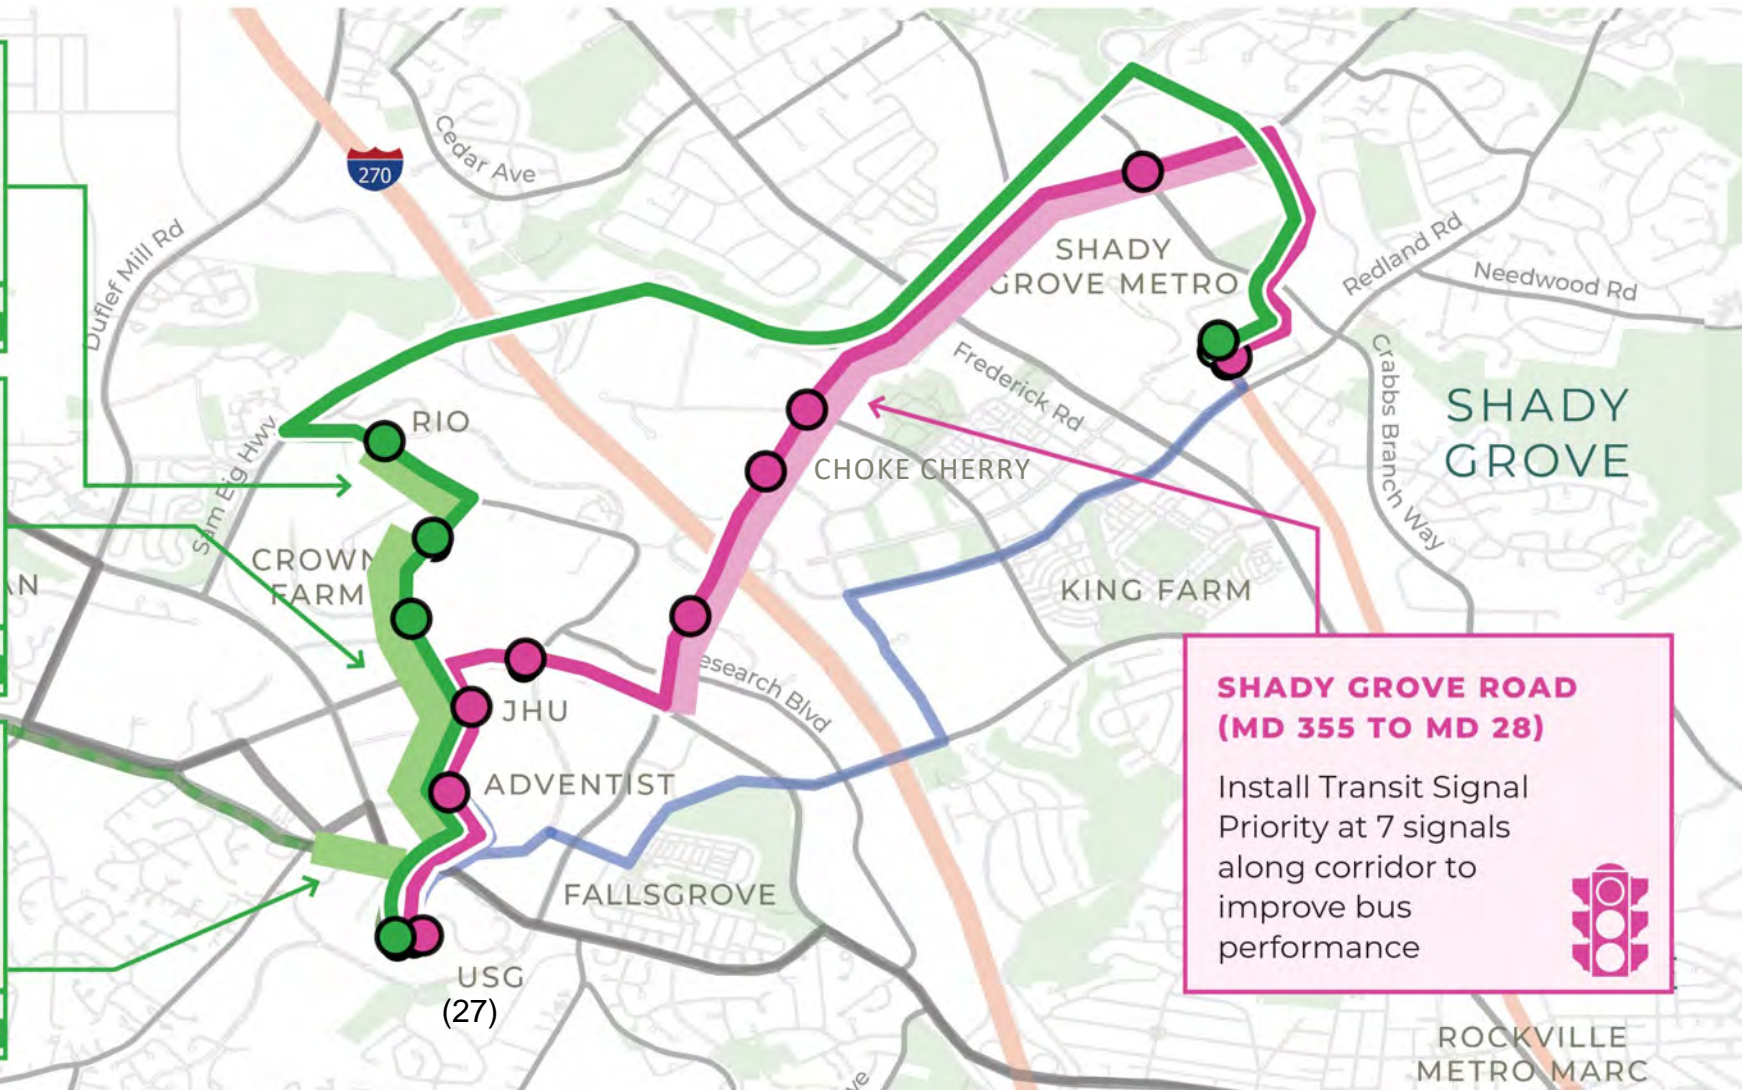 Cedar Ave
270
Duflef Mill Rd
SHADY
GROVE METRO
Redland Rd
Needwood Rd
Frederick Rd
Crabbs Branch Way
SHADY
GROVE
RIO
Sam Eig Hwy
CHOKE CHERRY
CROWN
FARM
AN
KING FARM
esearch Blvd
JHU
ADVENTIST
FALLSGROVE
USG
(27)
SHADY GROVE ROAD
(MD 355 TO MD 28)
Install Transit Signal
Priority at 7 signals
along corridor to
improve bus
performance
ROCKVILLE
METRO MARC
ve